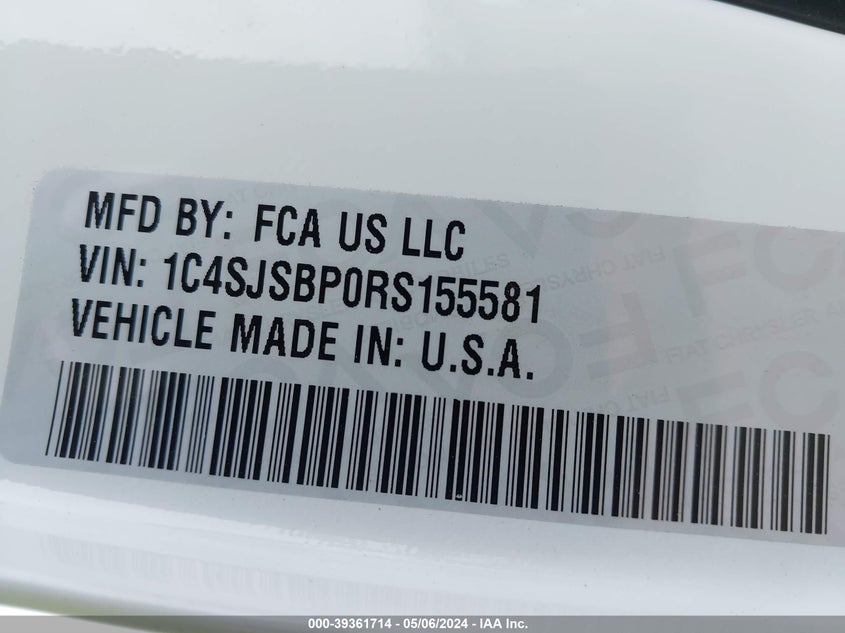 MFD BY: FCA US LLC
VIN: 1C4SJSBP0RS155581
VEHICLE MADE IN: U.S.A.
000-39361714 - 05/06/2024 - IAA Inc.